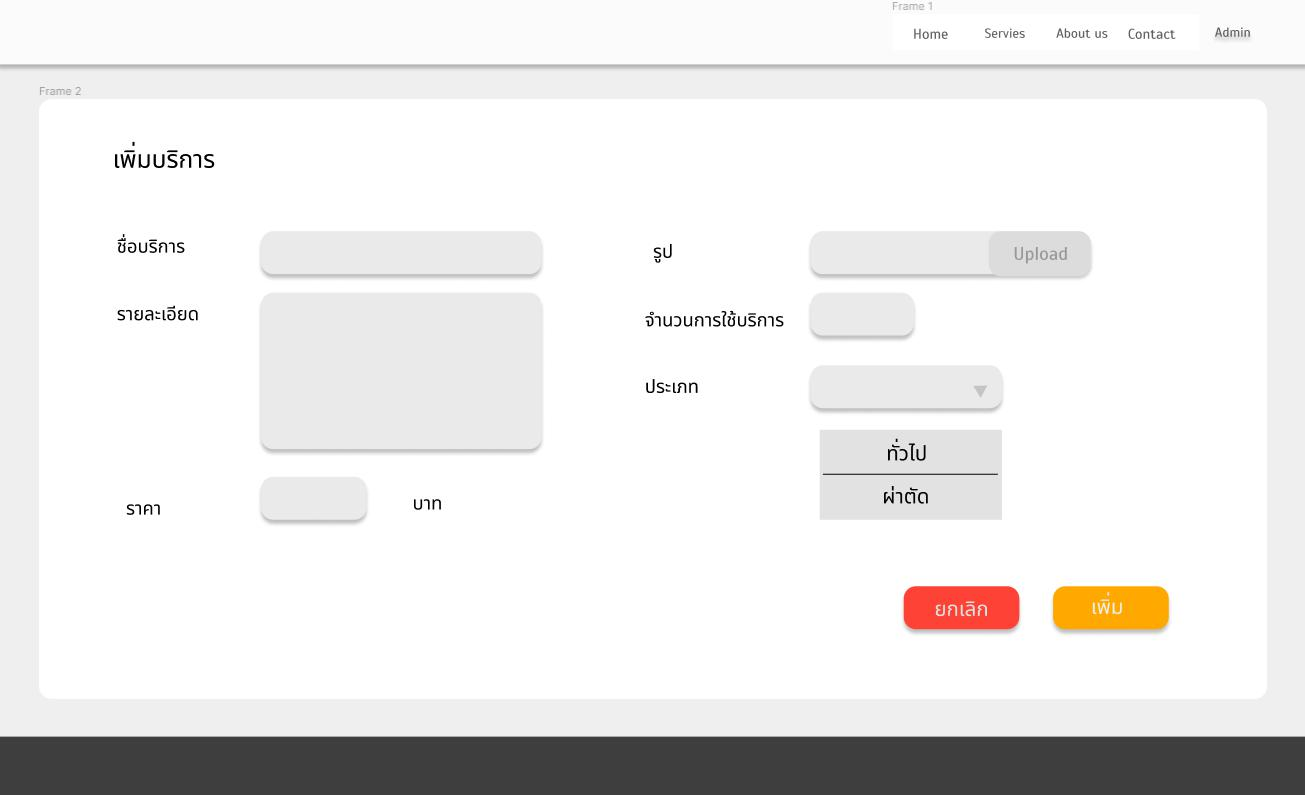 Frame 1
Home Servies About us Contact Admin
Frame 2
เพิ่มบริการ
ชื่อบริการ
รายละเอียด
ราคา
บาท
รูป
Upload
จำนวนการใช้บริการ
ประเภท
ทั่วไป
ผ่าตัด
ยกเลิก
เพิ่ม